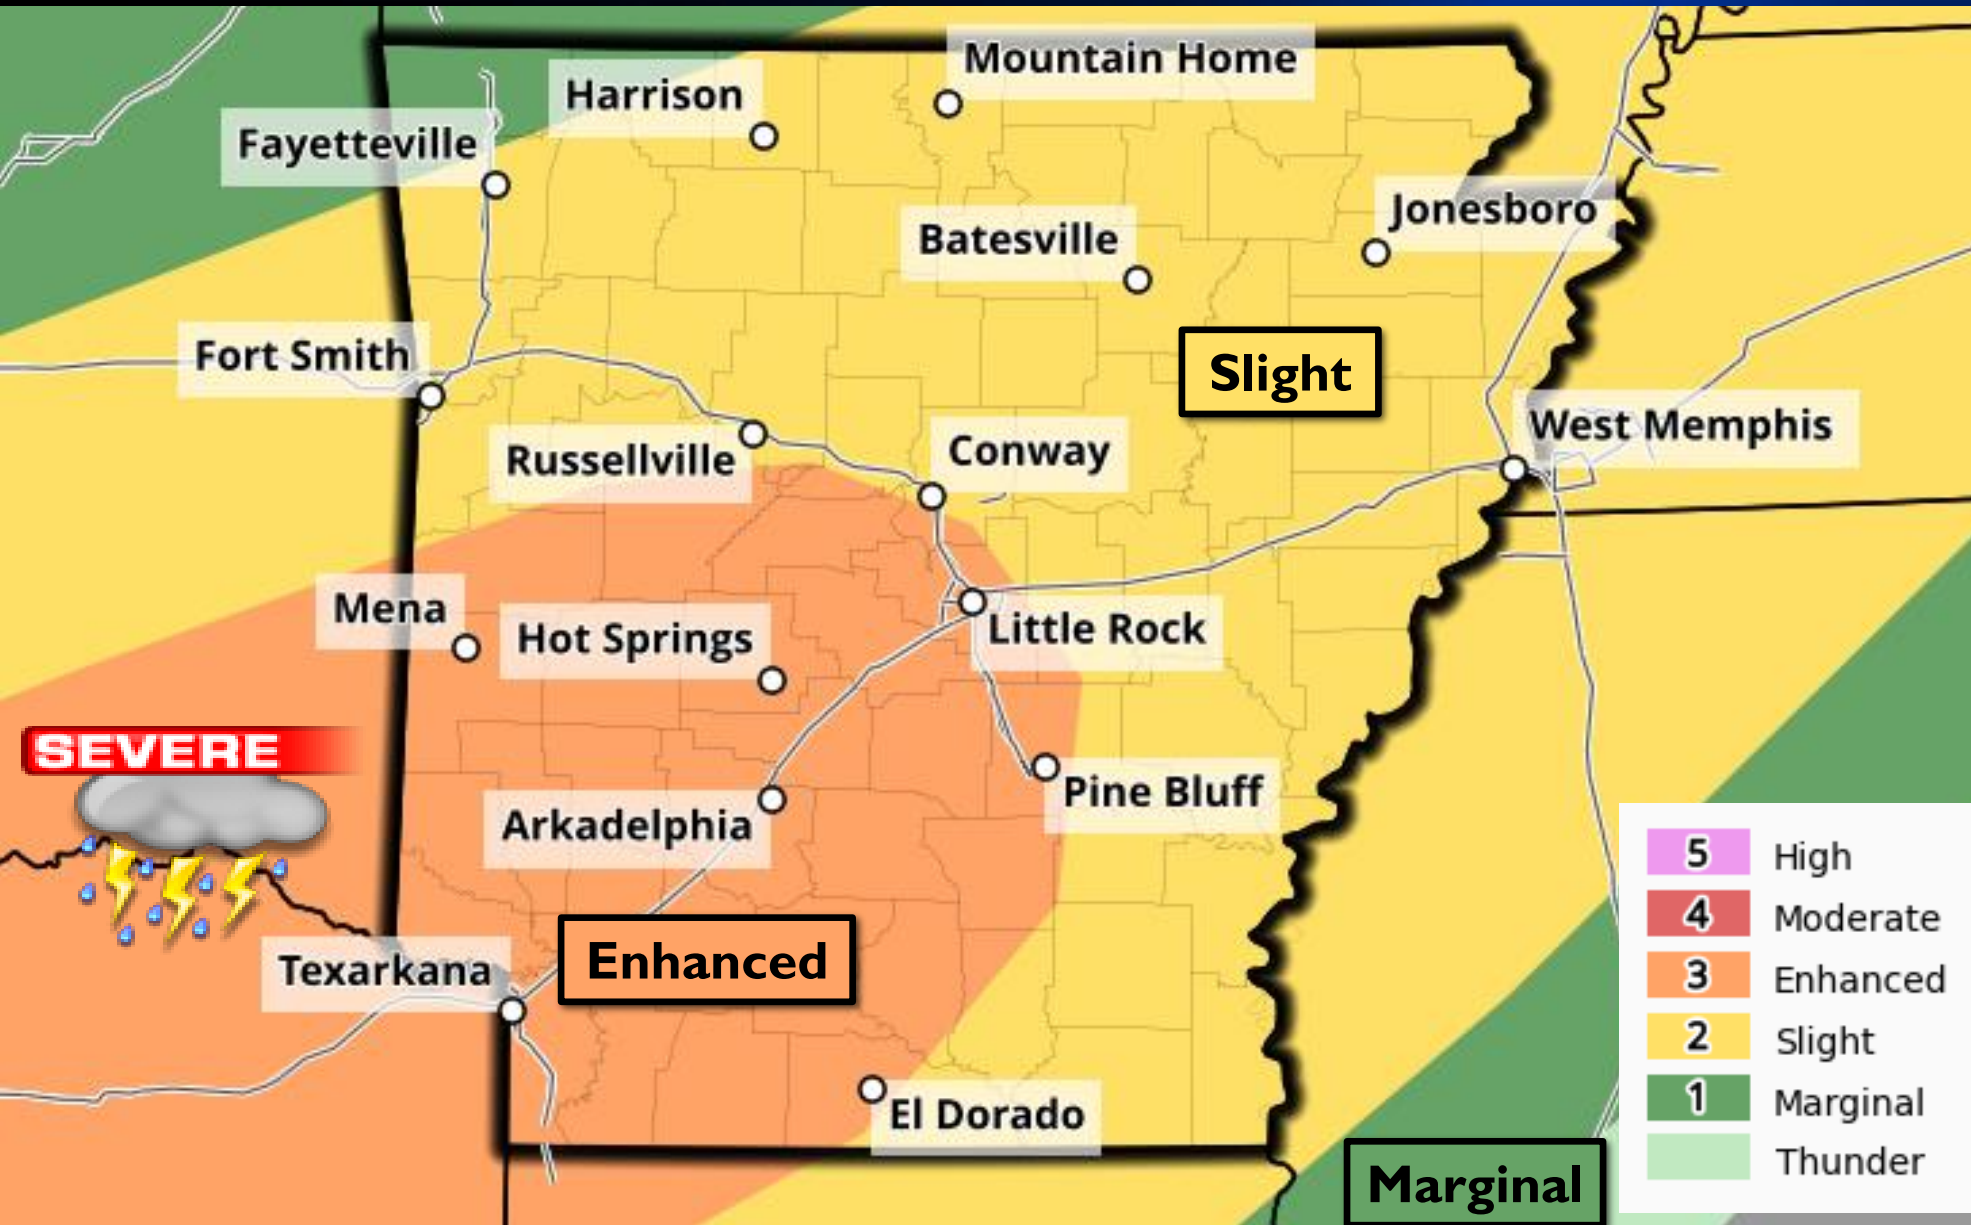 Mountain Home
Harrison
Fayetteville
Jonesboro
Batesville
Fort Smith
Slight
West Memphis
Russellville
Conway
Mena
Hot Springs
Little Rock
SEVERE
Pine Bluff
Arkadelphia
Enhanced
Texarkana
El Dorado
Marginal
5 High
4 Moderate
3 Enhanced
2 Slight
1 Marginal
Thunder